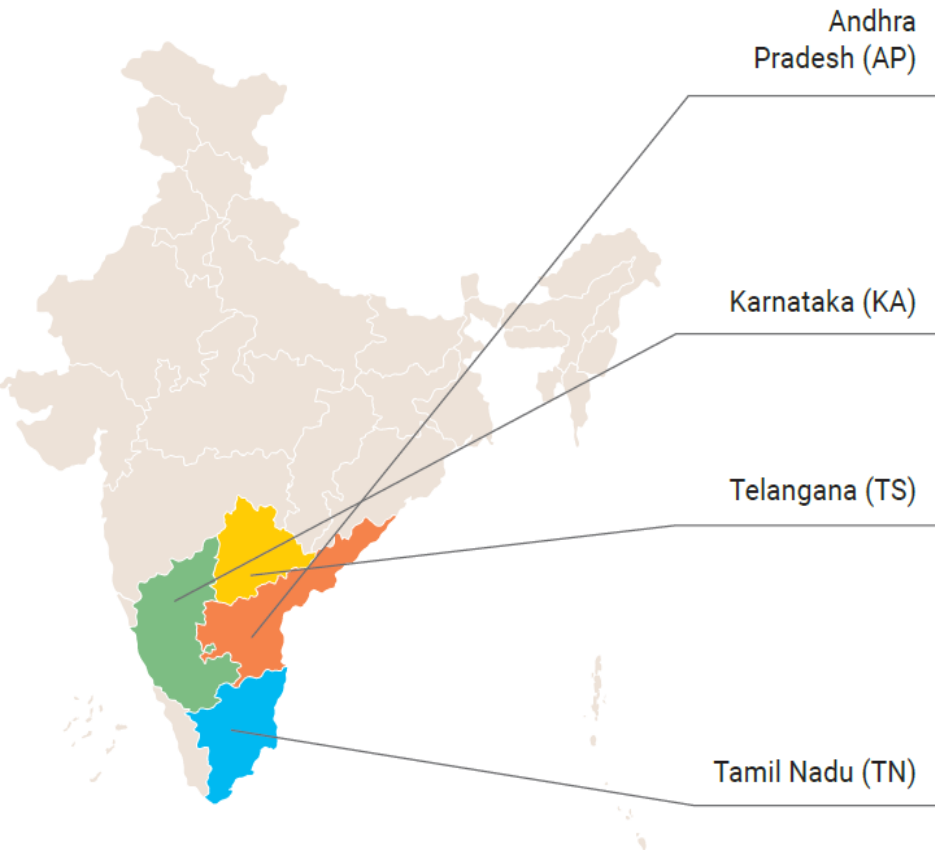 Andhra
Pradesh (AP)
Karnataka (KA)
Telangana (TS)
Tamil Nadu (TN)